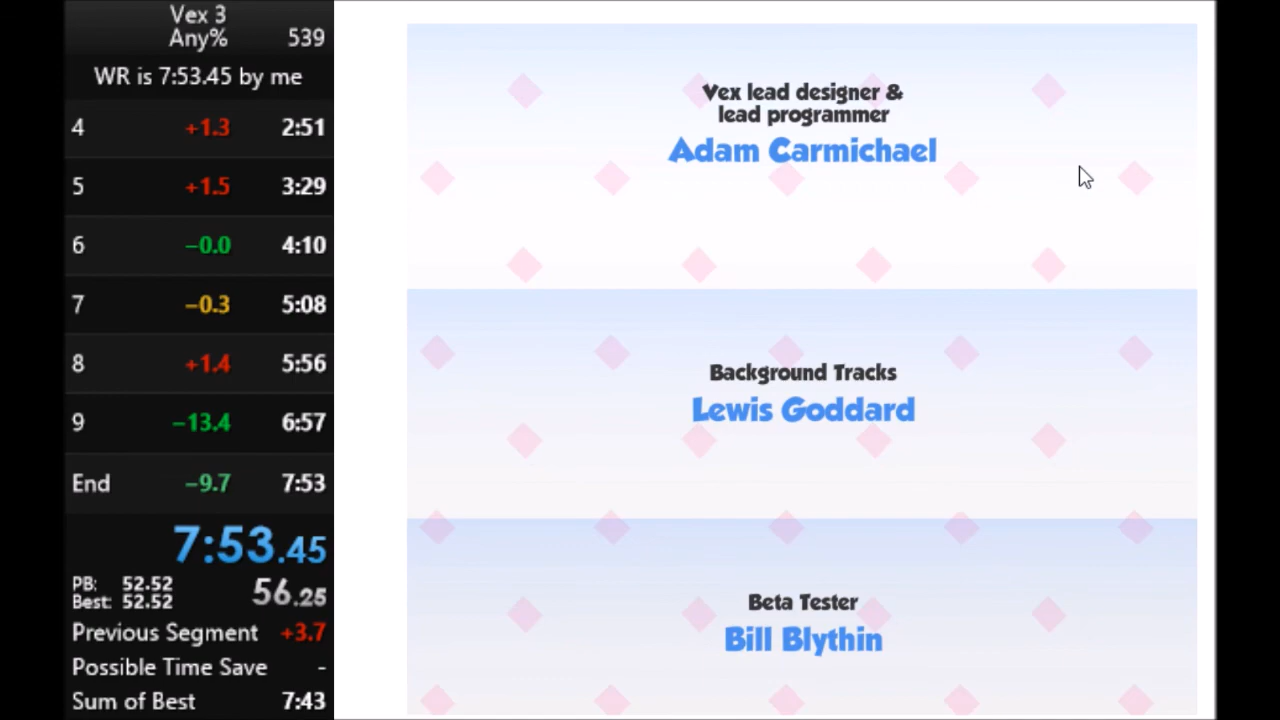 Vex 3
Any% 539
WR is 7:53.45 by me
4 +1.3 2:51
5 +1.5 3:29
6 −0.0 4:10
7 −0.3 5:08
8 +1.4 5:56
9 −13.4 6:57
End −9.7 7:53
7:53.45
PB: 52.52
Best: 52.52
56.25
Previous Segment +3.7
Possible Time Save -
Sum of Best 7:43
Vex lead designer &
lead programmer
Adam Carmichael
Background Tracks
Lewis Goddard
Beta Tester
Bill Blythin